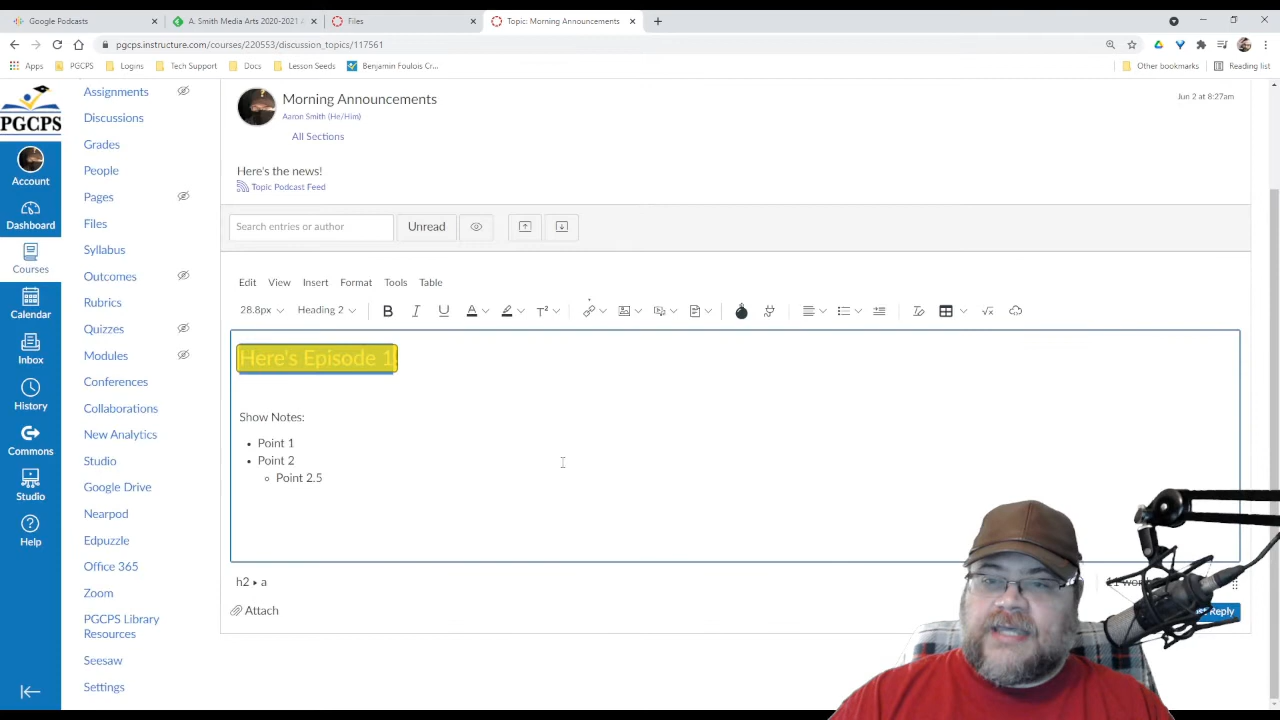 Google Podcasts
A. Smith Media Arts 2020-2021
Files
Topic: Morning Announcements
pgcps.instructure.com/courses/220553/discussion_topics/117561
Apps
PGCPS
Logins
Tech Support
Docs
Lesson Seeds
Benjamin Foulois Cr...
Other bookmarks
Reading list
PGCPS
Account
Dashboard
Courses
Calendar
Inbox
History
Commons
Studio
Help
Assignments
Discussions
Grades
People
Pages
Files
Syllabus
Outcomes
Rubrics
Quizzes
Modules
Conferences
Collaborations
New Analytics
Studio
Google Drive
Nearpod
Edpuzzle
Office 365
Zoom
PGCPS Library
Resources
Seesaw
Settings
Morning Announcements
Jun 2 at 8:27am
Aaron Smith (He/Him)
All Sections
Here's the news!
Topic Podcast Feed
Search entries or author
Unread
Edit View Insert Format Tools Table
28.8px Heading 2
Here's Episode 1!
Show Notes:
Point 1
Point 2
Point 2.5
h2 ▸ a
Attach
Reply